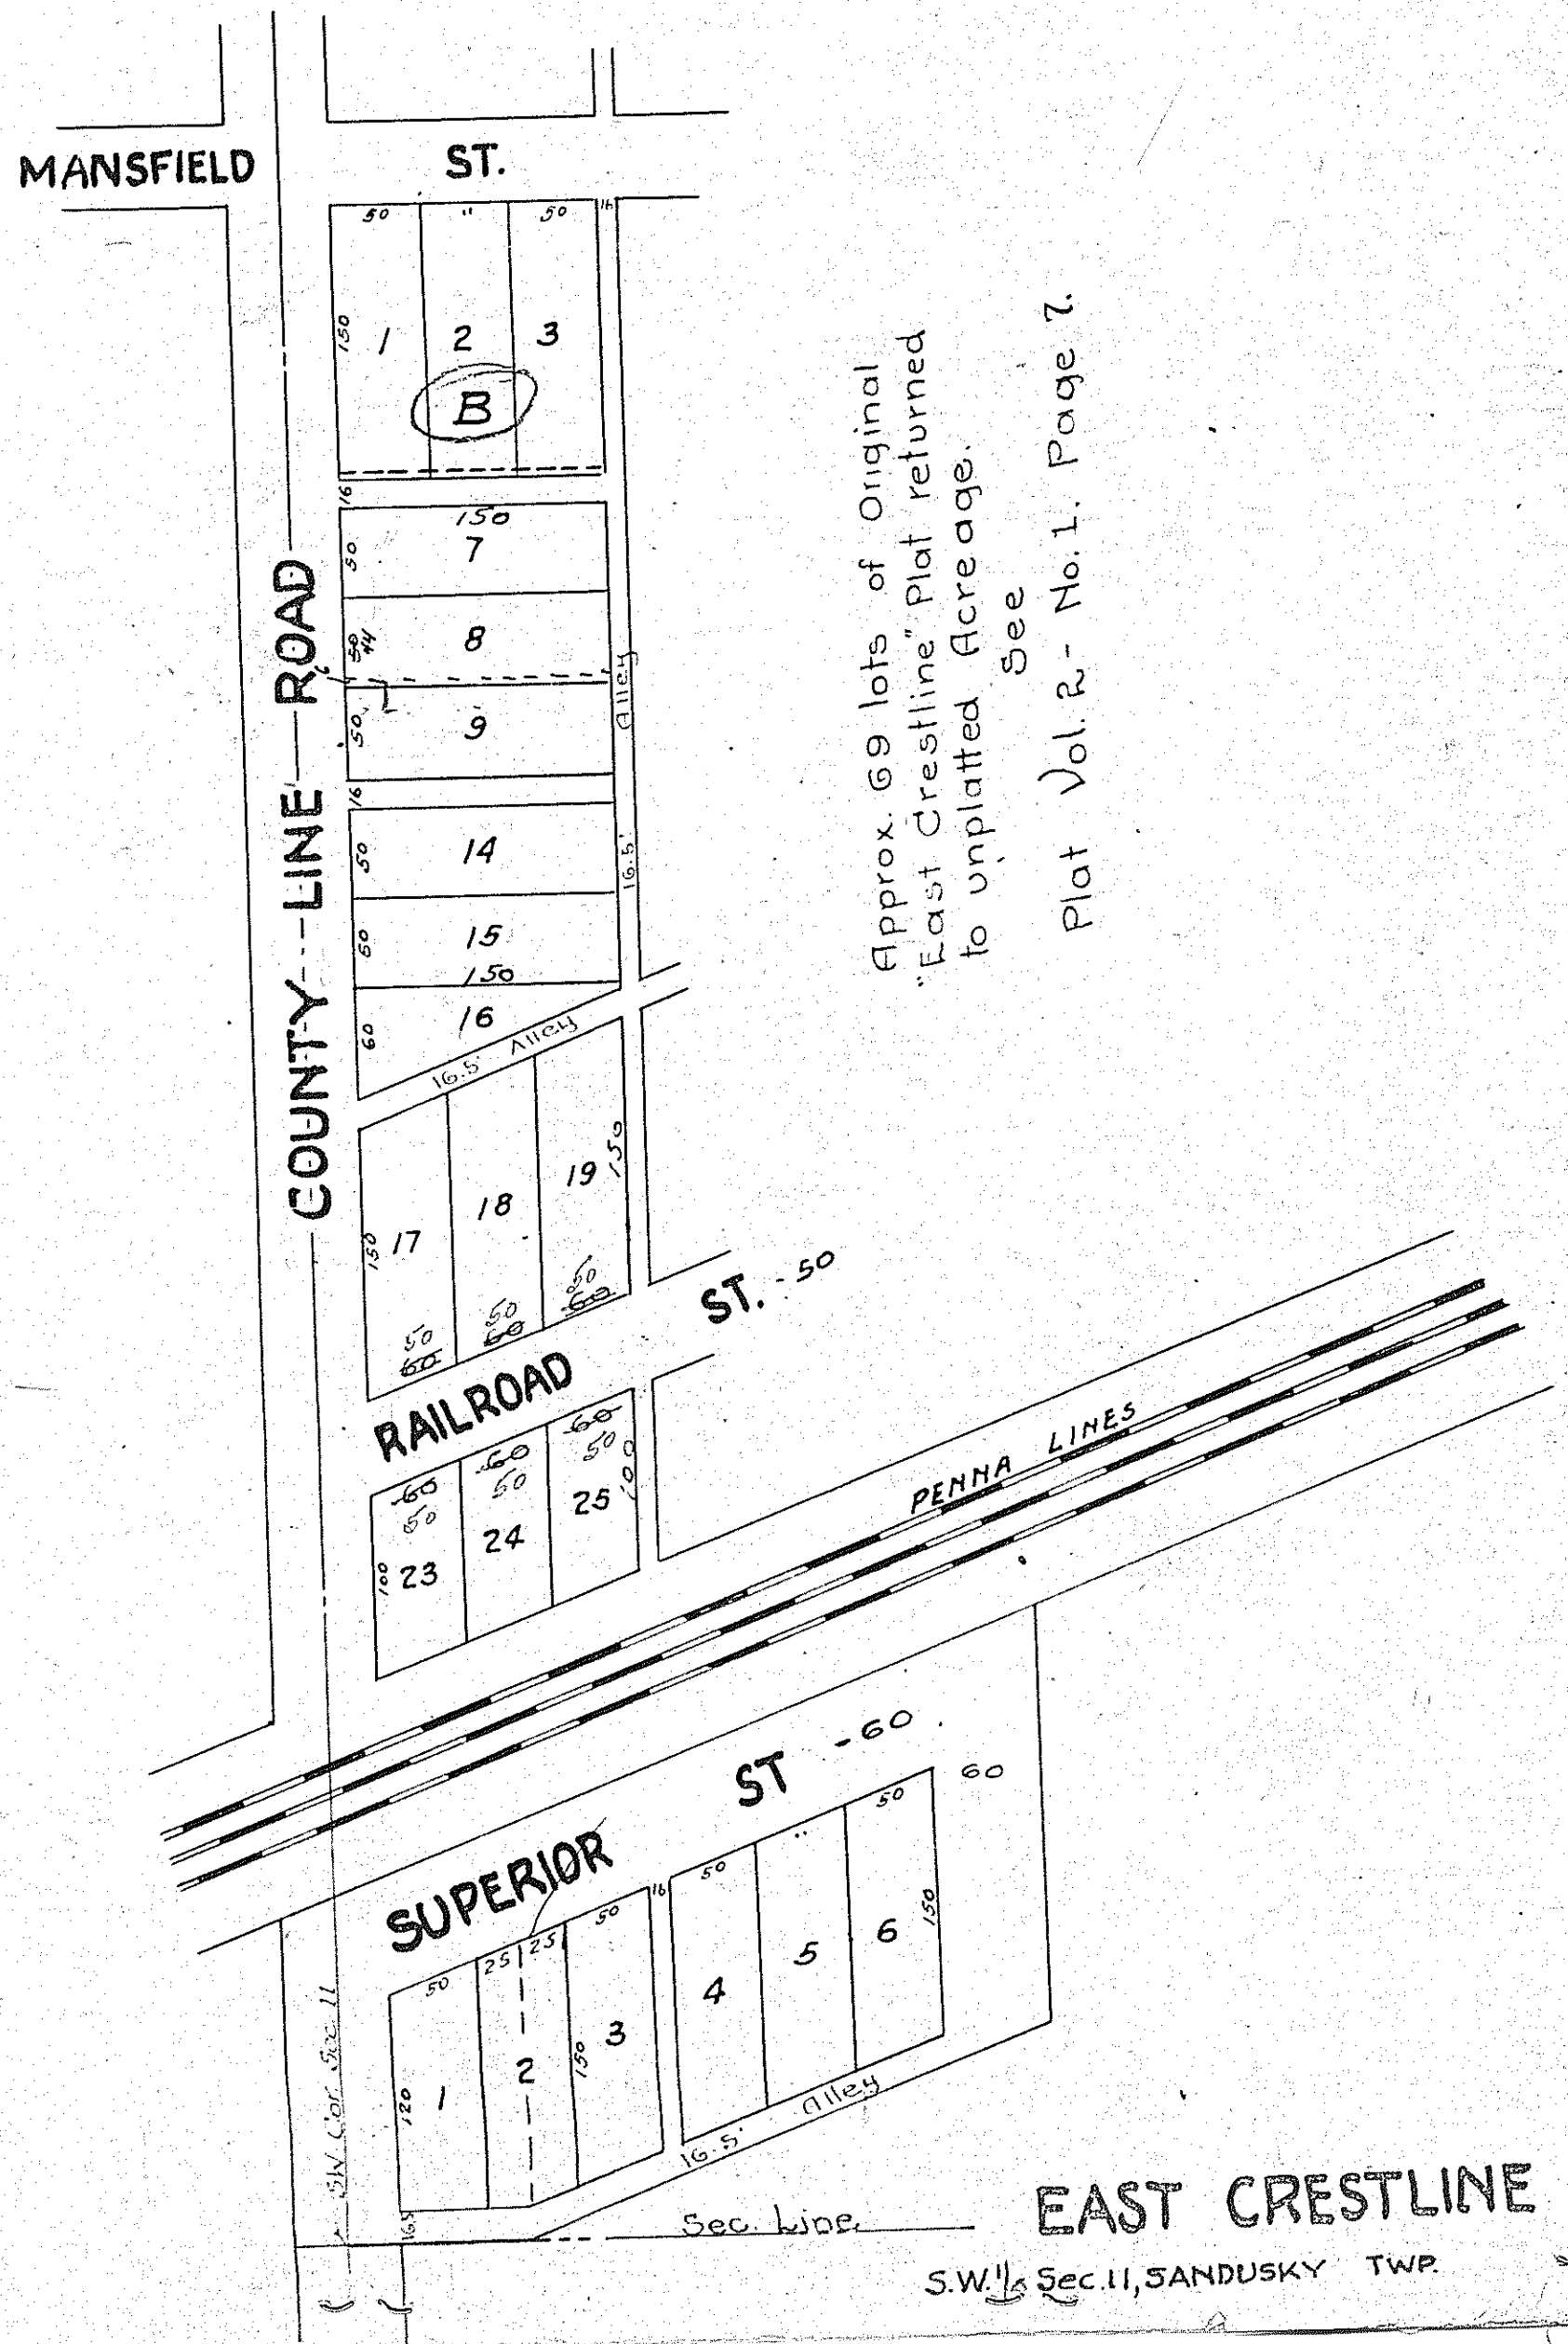 MANSFIELD ST.
50 " 50 16
150 1 2 3
B
16
150
50 7
50 44 8
50 9
Alley
16
50 14
16.5'
50 15
150
60 16
16.5' Alley
150 17 18 19 150
50 50 50
60 60 60
RAILROAD ST. - 50
60 60 60
50 50 50
100 23 24 25 100
COUNTY LINE ROAD
Approx. 69 lots of Original
"East Crestline" Plat returned
to unplatted Acreage.
See
Plat Vol. 2 - No. 1. Page 7.
PENNA LINES
SUPERIOR ST - 60
50 25 25 50 16 50 " 50 60
120 1 2 150 3 4 5 6 150
16.5' Alley
16.5
SW Cor Sec. 11
Sec. Line
EAST CRESTLINE
Sec. 11, SANDUSKY TWP.